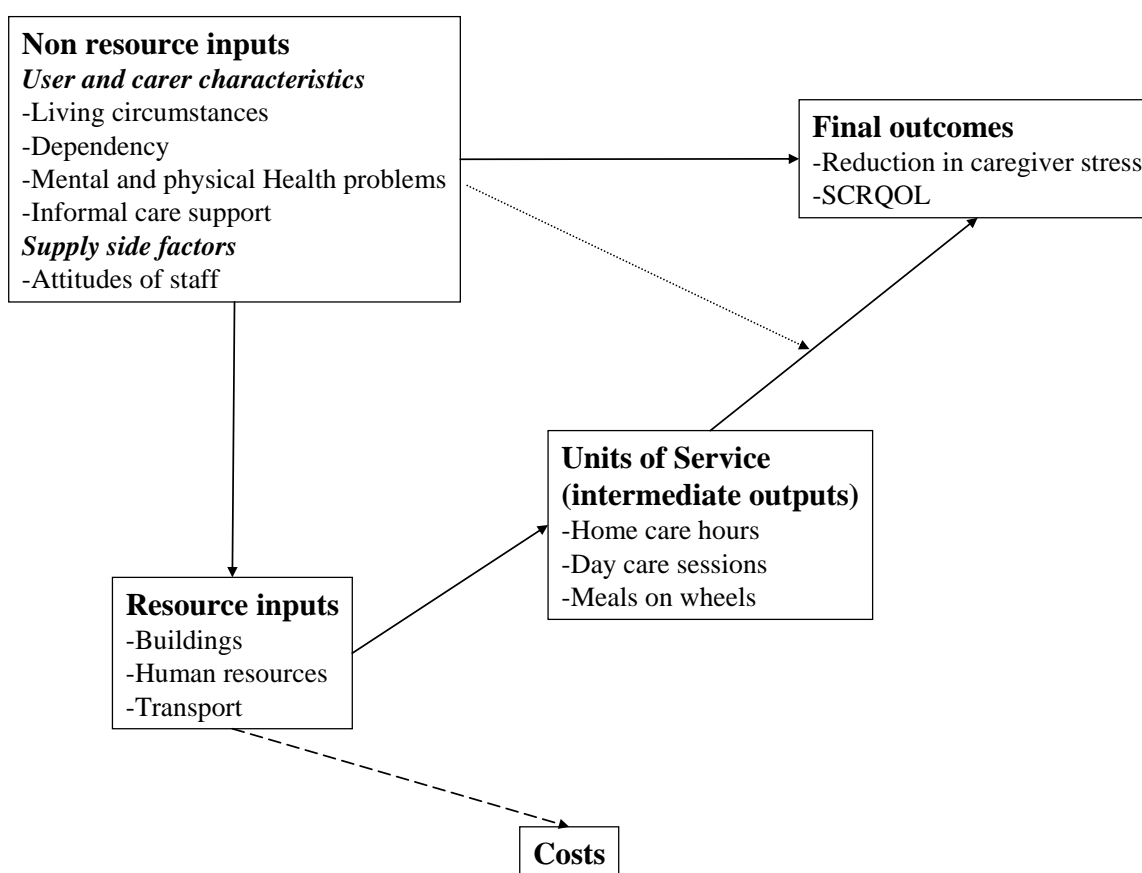 Non resource inputs
User and carer characteristics
-Living circumstances
-Dependency
-Mental and physical Health problems
-Informal care support
Supply side factors
-Attitudes of staff
Final outcomes
-Reduction in caregiver stress
-SCRQOL
Units of Service
(intermediate outputs)
-Home care hours
-Day care sessions
-Meals on wheels
Resource inputs
-Buildings
-Human resources
-Transport
Costs